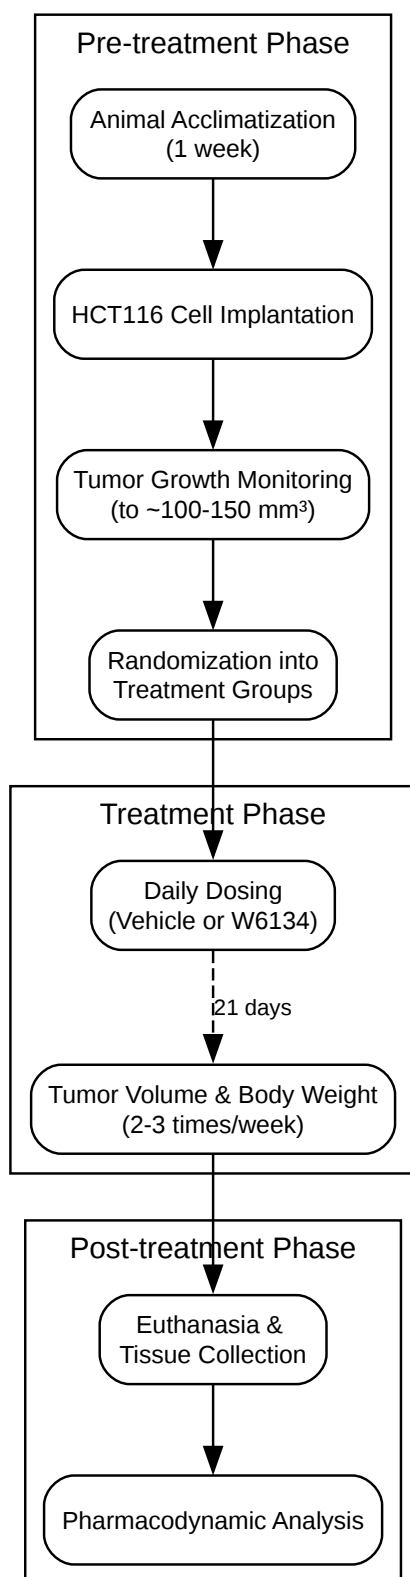 Pre-treatment Phase
Animal Acclimatization
(1 week)
HCT116 Cell Implantation
Tumor Growth Monitoring
(to ~100-150 mm³)
Randomization into
Treatment Groups
Treatment Phase
Daily Dosing
(Vehicle or W6134)
21 days
Tumor Volume & Body Weight
(2-3 times/week)
Post-treatment Phase
Euthanasia &
Tissue Collection
Pharmacodynamic Analysis